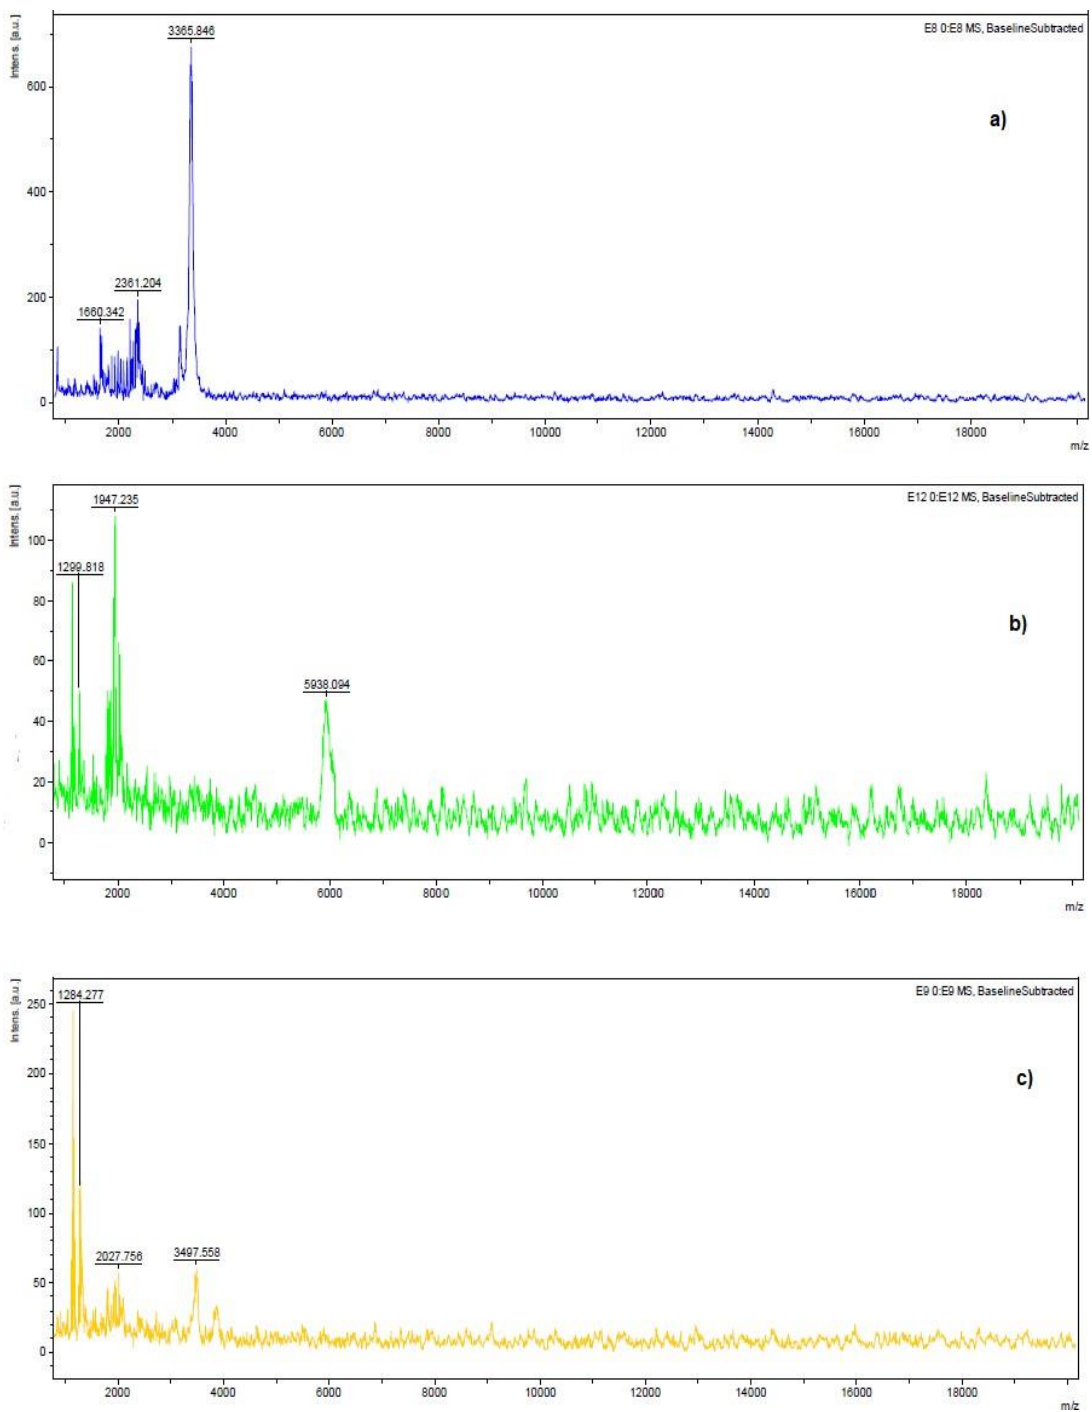 3365.846
E8 0:E8 MS, BaselineSubtracted
Intens. [a.u.]
a)
600
400
2361.204
200
1660.342
0
2000 4000 6000 8000 10000 12000 14000 16000 18000
m/z
1947.235
E12 0:E12 MS, BaselineSubtracted
Intens. [a.u.]
100
1299.818
80
b)
60
5938.094
40
20
0
2000 4000 6000 8000 10000 12000 14000 16000 18000
m/z
1284.277
E9 0:E9 MS, BaselineSubtracted
Intens. [a.u.]
250
c)
200
150
100
2027.756
3497.558
50
0
2000 4000 6000 8000 10000 12000 14000 16000 18000
m/z